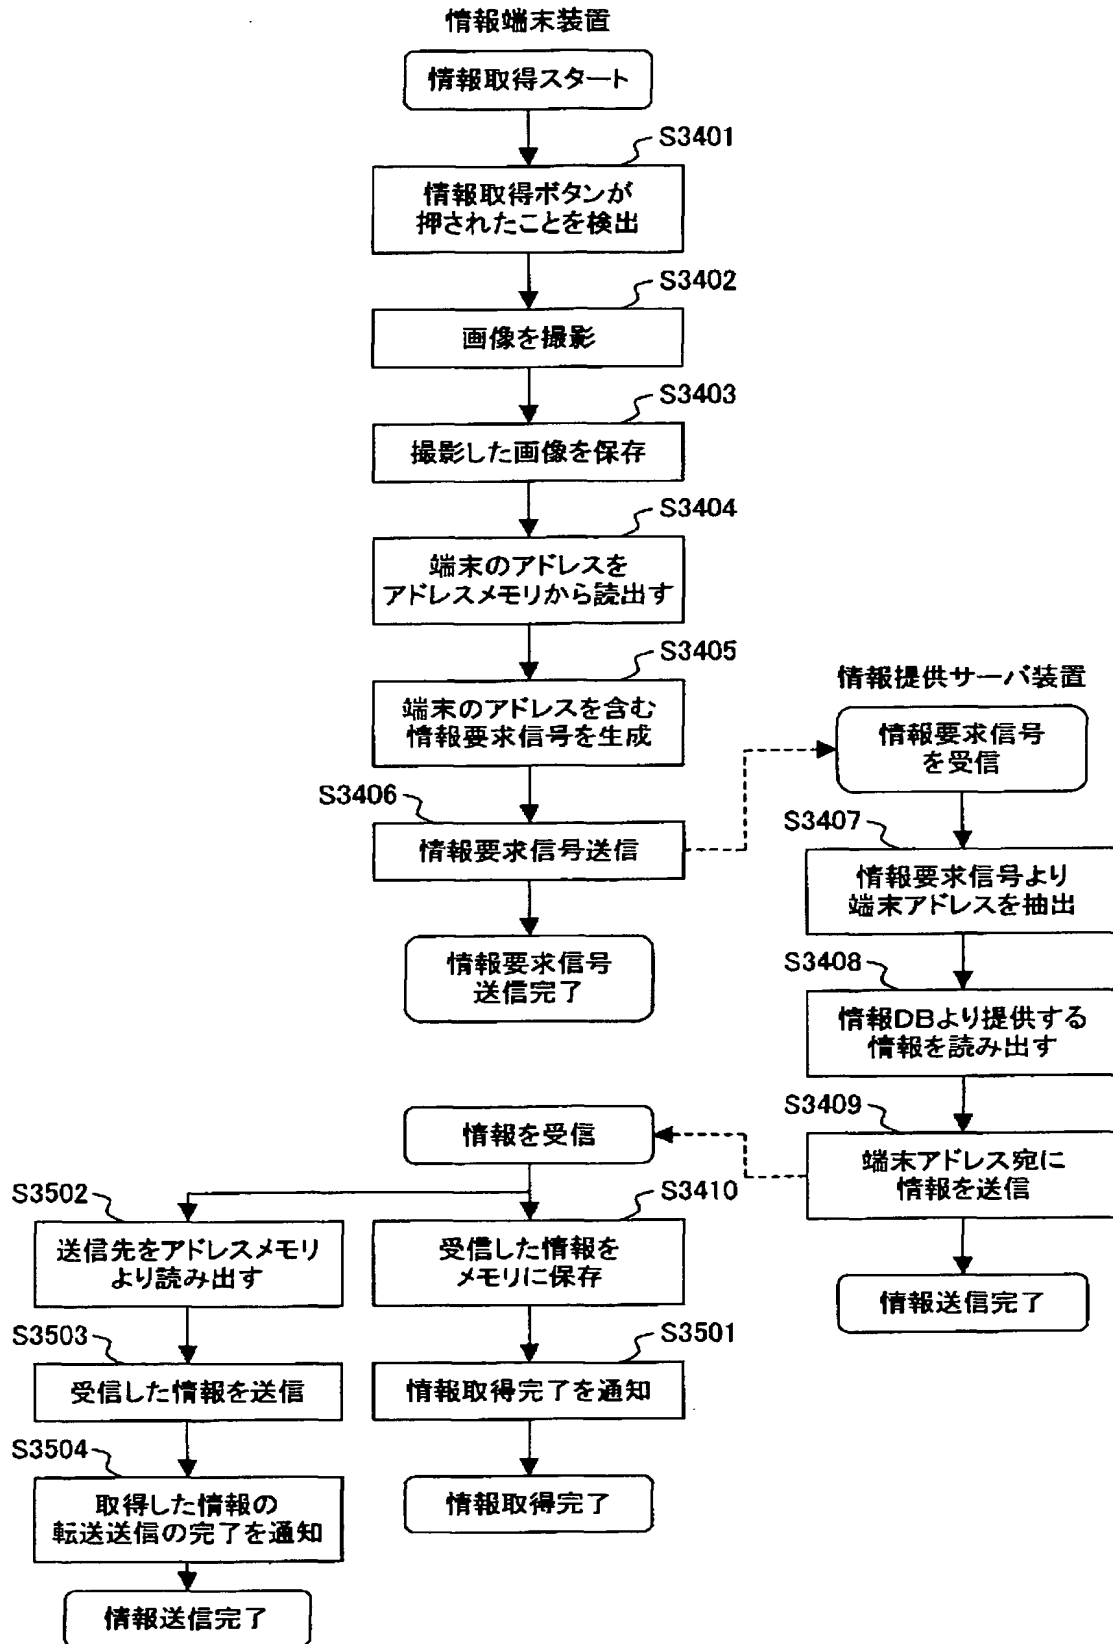 情報端末装置
情報取得スタート
S3401
情報取得ボタンが
押されたことを検出
S3402
画像を撮影
S3403
撮影した画像を保存
S3404
端末のアドレスを
アドレスメモリから読出す
S3405
端末のアドレスを含む
情報要求信号を生成
S3406
情報要求信号送信
情報要求信号
送信完了
情報提供サーバ装置
情報要求信号
を受信
S3407
情報要求信号より
端末アドレスを抽出
S3408
情報DBより提供する
情報を読み出す
S3409
端末アドレス宛に
情報を送信
情報送信完了
情報を受信
S3502
送信先をアドレスメモリ
より読み出す
S3503
受信した情報を送信
S3504
取得した情報の
転送送信の完了を通知
情報送信完了
S3410
受信した情報を
メモリに保存
S3501
情報取得完了を通知
情報取得完了